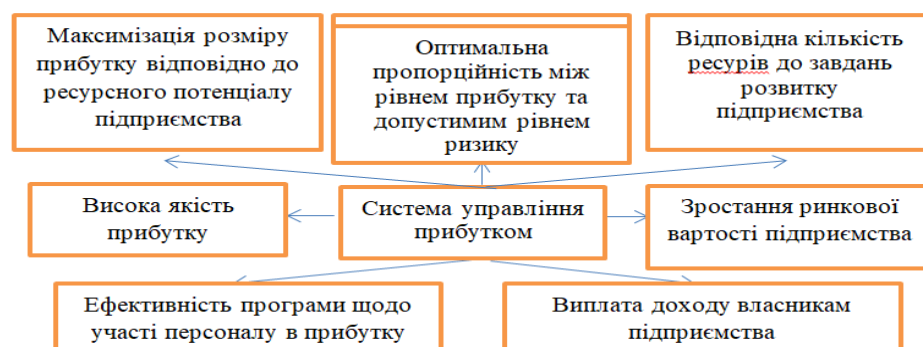 Максимізація розміру
прибутку відповідно до
ресурсного потенціалу
підприємства
Оптимальна
пропорційність між
рівнем прибутку та
допустимим рівнем
ризику
Відповідна кількість
ресурів до завдань
розвитку
підприємства
Висока якість
прибутку
Система управління
прибутком
Зростання ринкової
вартості підприємства
Ефективність програми щодо
участі персоналу в прибутку
Виплата доходу власникам
підприємства